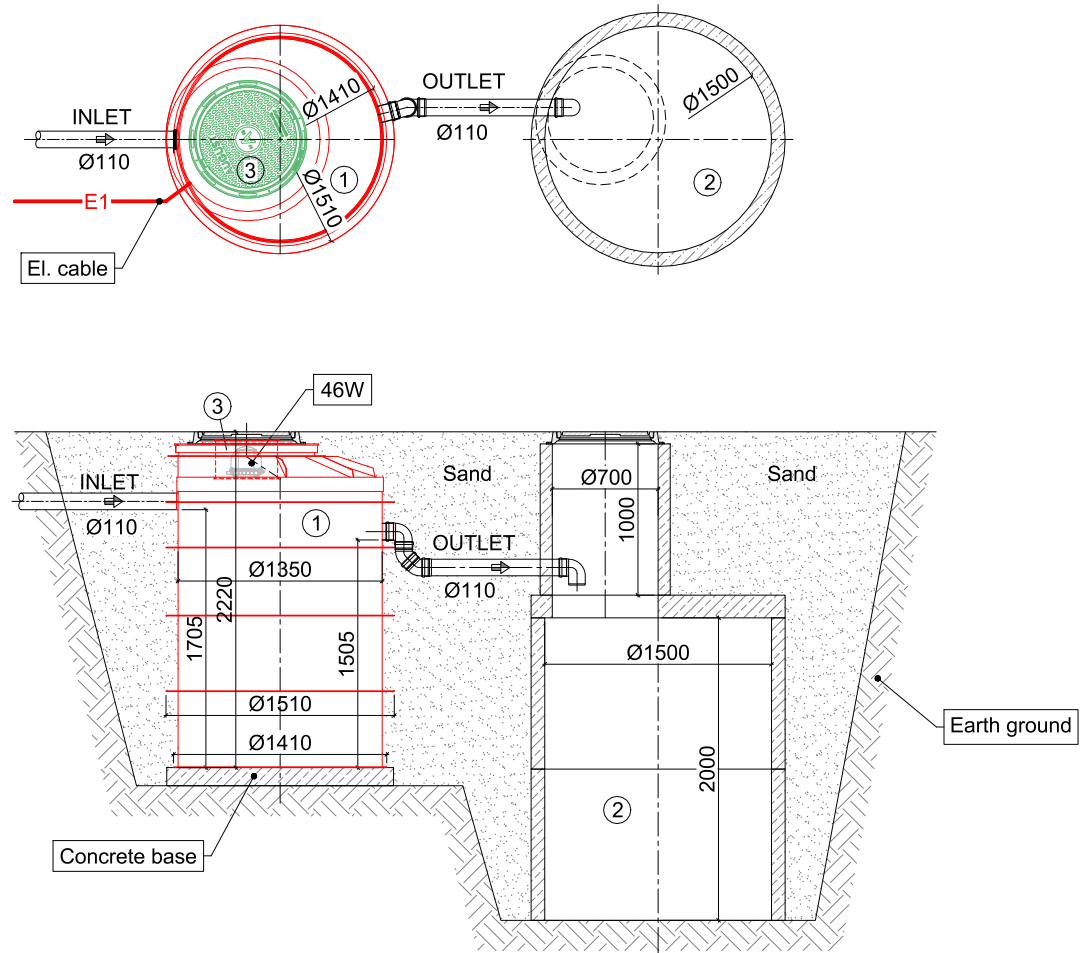 OUTLET
Ø1410
Ø1500
INLET
Ø110
Ø110
3
1
2
Ø1510
E1
El. cable
3
46W
INLET
Sand
Ø700
Sand
1000
Ø110
1
OUTLET
Ø1350
2220
1705
1505
Ø110
Ø1500
Ø1510
Ø1410
Earth ground
2000
2
Concrete base